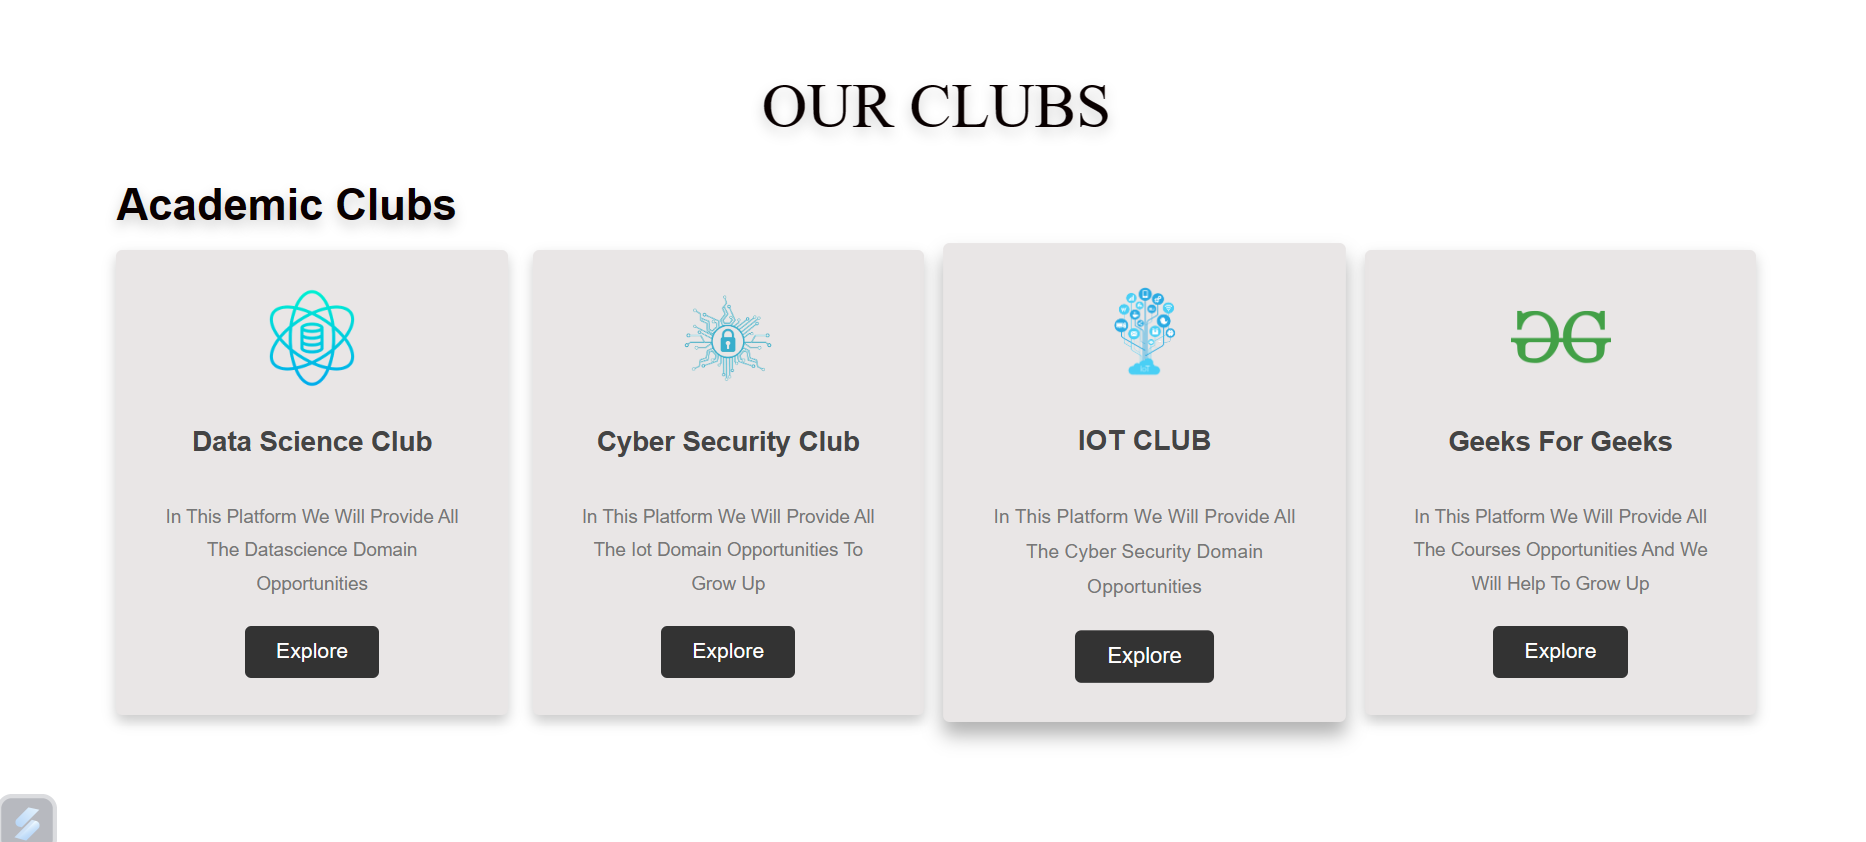 OUR CLUBS
Academic Clubs
Data Science Club
In This Platform We Will Provide All
The Datascience Domain
Opportunities
Explore
Cyber Security Club
In This Platform We Will Provide All
The Iot Domain Opportunities To
Grow Up
Explore
IOT CLUB
In This Platform We Will Provide All
The Cyber Security Domain
Opportunities
Explore
Geeks For Geeks
In This Platform We Will Provide All
The Courses Opportunities And We
Will Help To Grow Up
Explore